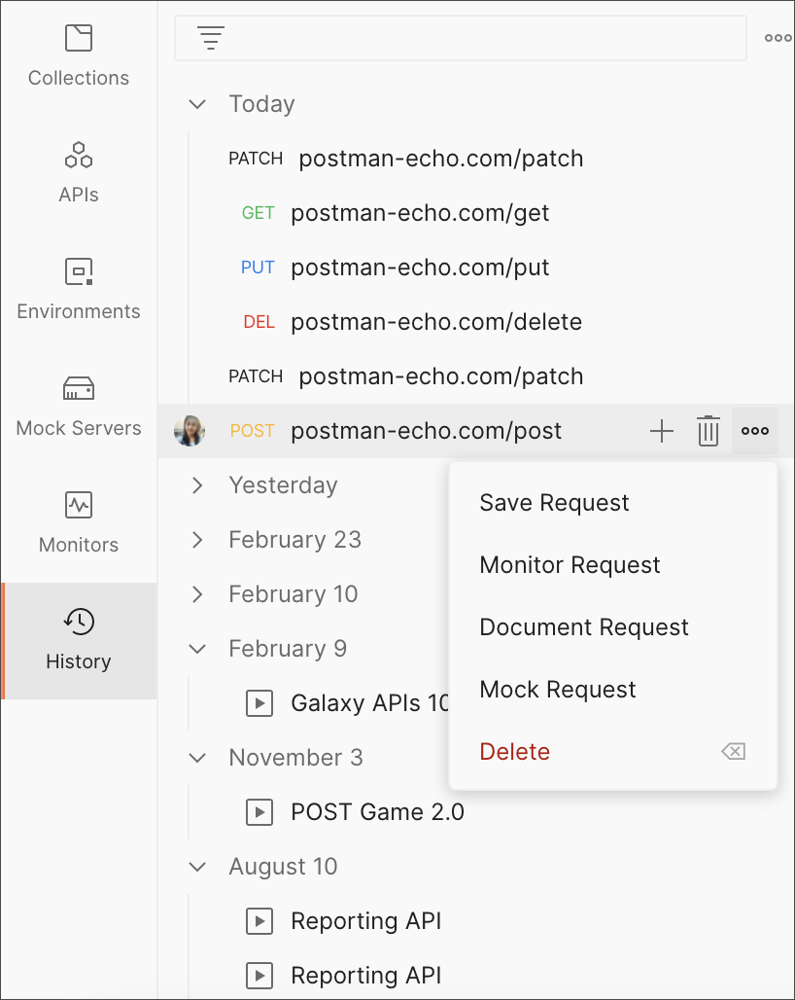 Collections
APIs
Environments
Mock Servers
Monitors
History
Today
PATCH postman-echo.com/patch
GET postman-echo.com/get
PUT postman-echo.com/put
DEL postman-echo.com/delete
PATCH postman-echo.com/patch
POST postman-echo.com/post
Yesterday
February 23
February 10
February 9
Galaxy APIs 10
November 3
POST Game 2.0
August 10
Reporting API
Reporting API
Save Request
Monitor Request
Document Request
Mock Request
Delete